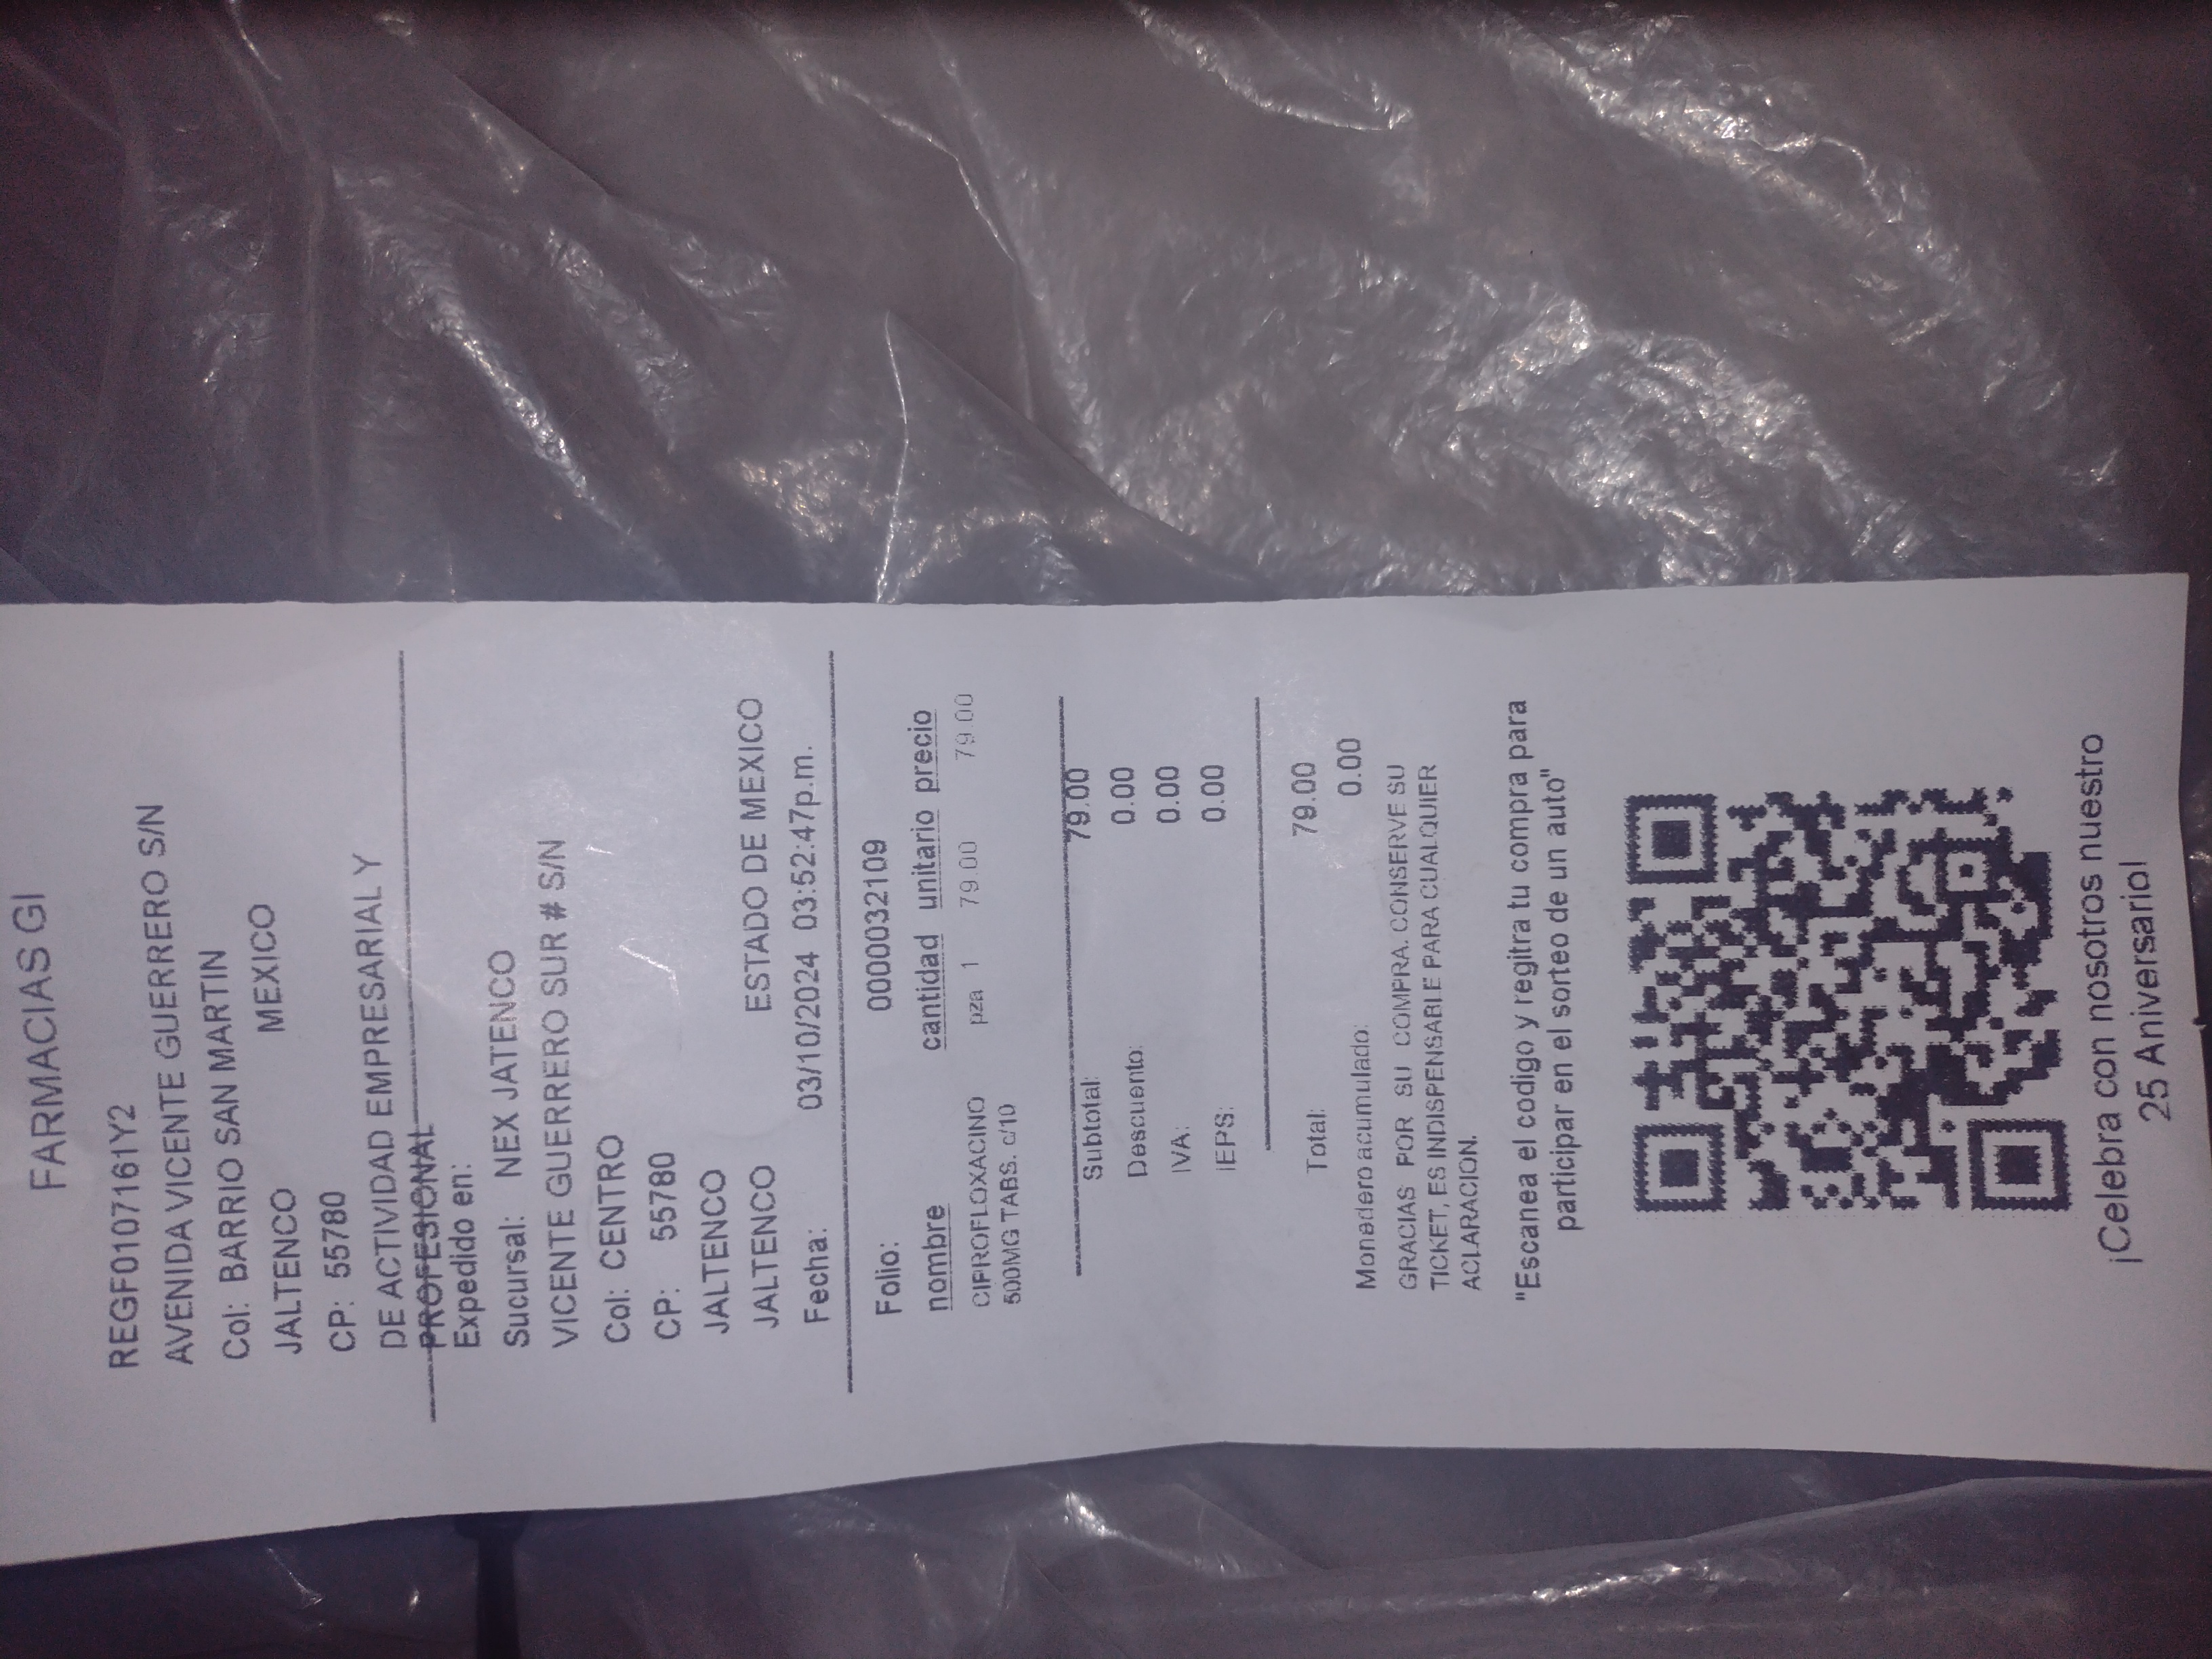 FARMACIAS GI
REGF0107161Y2
AVENIDA VICENTE GUERRERO S/N
Col: BARRIO SAN MARTIN
JALTENCO MEXICO
CP: 55780
DE ACTIVIDAD EMPRESARIAL Y
PROFESIONAL
Expedido en:
Sucursal: NEX JATENCO
VICENTE GUERRERO SUR # S/N
Col: CENTRO
CP: 55780
JALTENCO
JALTENCO ESTADO DE MEXICO
Fecha: 03/10/2024 03:52:47p.m.
Folio: 0000032109
nombre cantidad unitario precio
CIPROFLOXACINO pza 1 79.00 79.00
500MG TABS. c/10
Subtotal: 79.00
Descuento: 0.00
IVA: 0.00
IEPS: 0.00
Total: 79.00
Monedero acumulado: 0.00
GRACIAS POR SU COMPRA. CONSERVE SU
TICKET, ES INDISPENSABLE PARA CUALQUIER
ACLARACION.
"Escanea el codigo y regitra tu compra para
participar en el sorteo de un auto"
¡Celebra con nosotros nuestro
25 Aniversario!